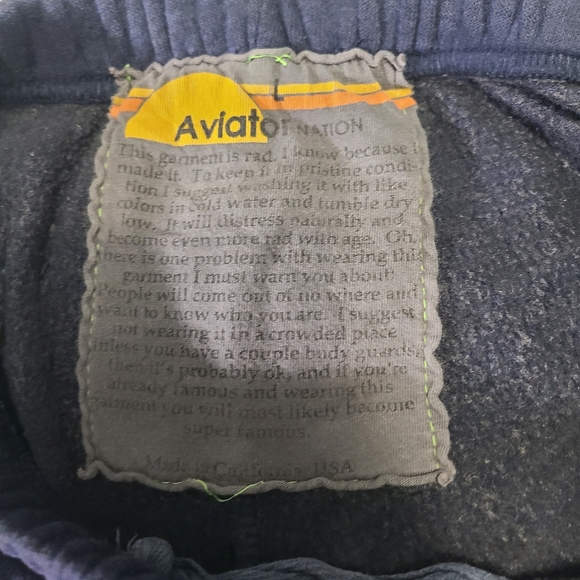 L
Aviator NATION
This garment is rad. I know because I
made it. To keep it in pristine condi-
tion I suggest washing it with like
colors in cold water and tumble dry
low. It will distress naturally and
become even more rad with age. Oh,
there is one problem with wearing this
garment I must warn you about:
People will come out of no where and
want to know who you are. I suggest
not wearing it in a crowded place
unless you have a couple body guards,
then it's probably ok, and if you're
already famous and wearing this
garment you will most likely become
super famous.
Made in California, USA